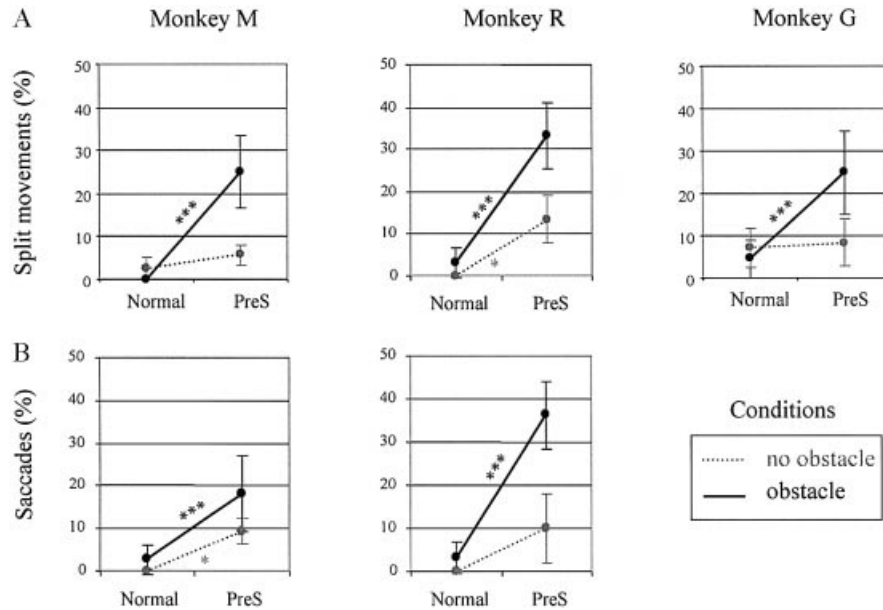 A Monkey M Monkey R Monkey G
Split movements (%)
50 50 50
40 40 40
30 30 30
20 20 20
10 10 10
0 0 0
*** *** ***
*
Normal PreS Normal PreS Normal PreS
B
Saccades (%)
50 50
40 40
30 30
20 20
10 10
0 0
*** ***
*
Normal PreS Normal PreS
Conditions
no obstacle
obstacle